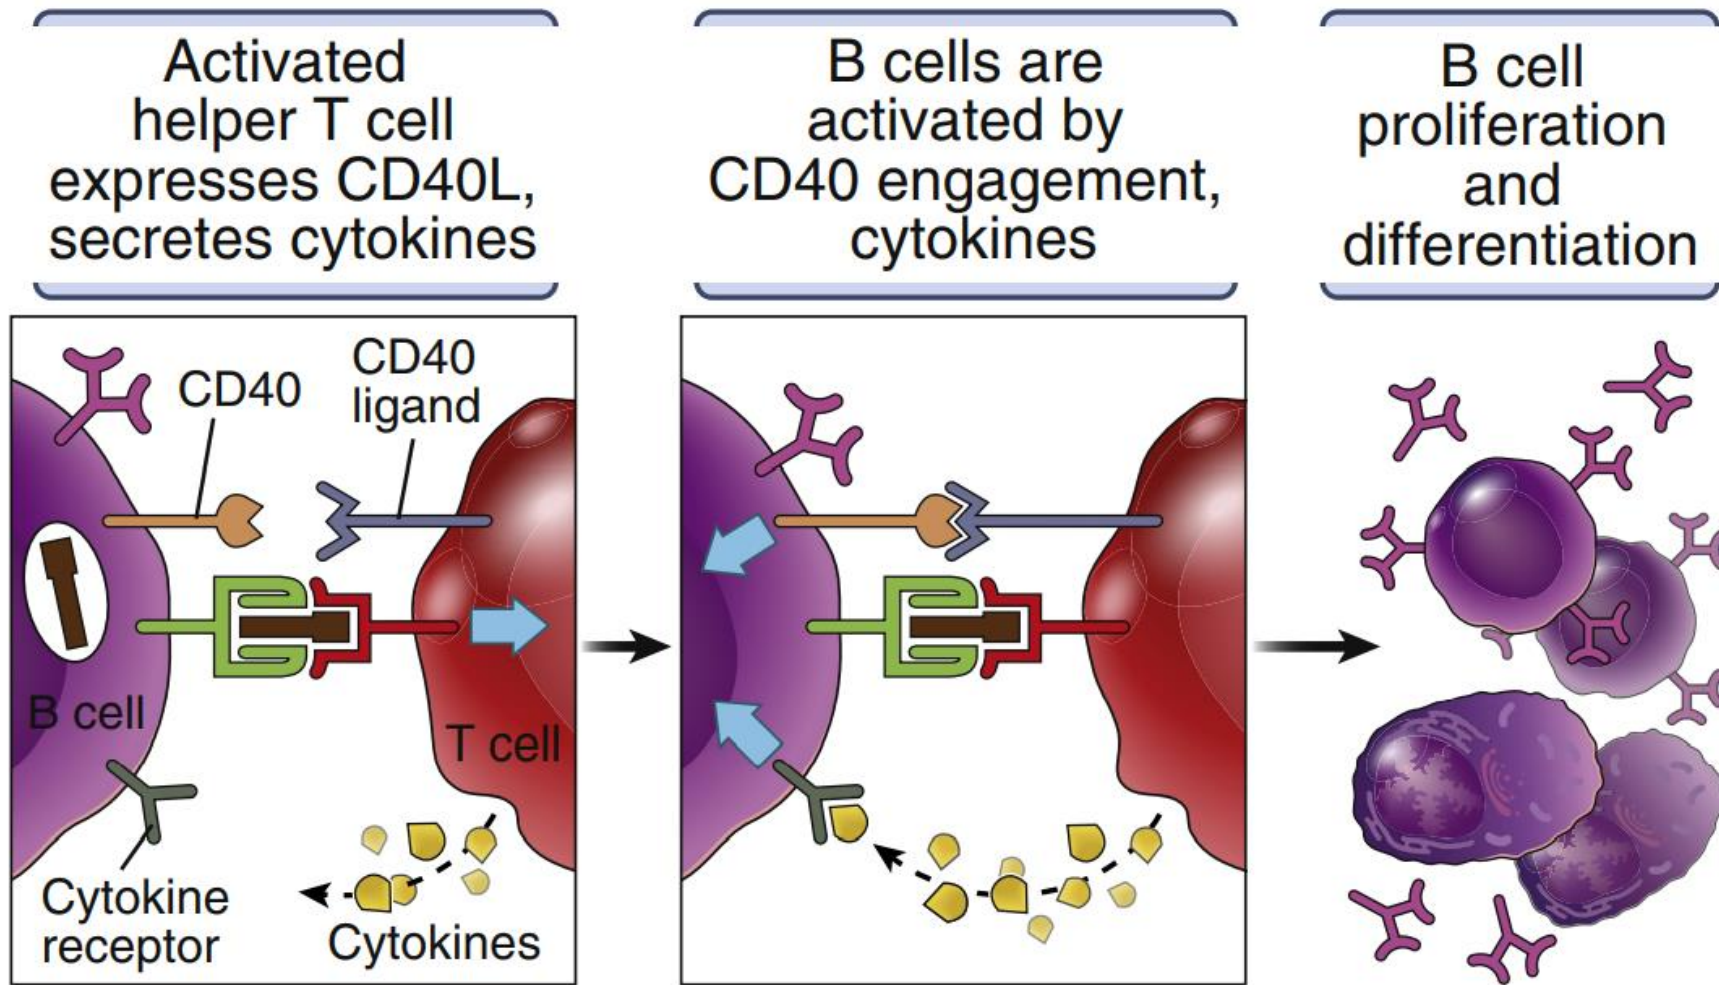 Activated
helper T cell
expresses CD40L,
secretes cytokines
B cells are
activated by
CD40 engagement,
cytokines
B cell
proliferation
and
differentiation
CD40
CD40
ligand
B cell
T cell
Cytokine
receptor
Cytokines